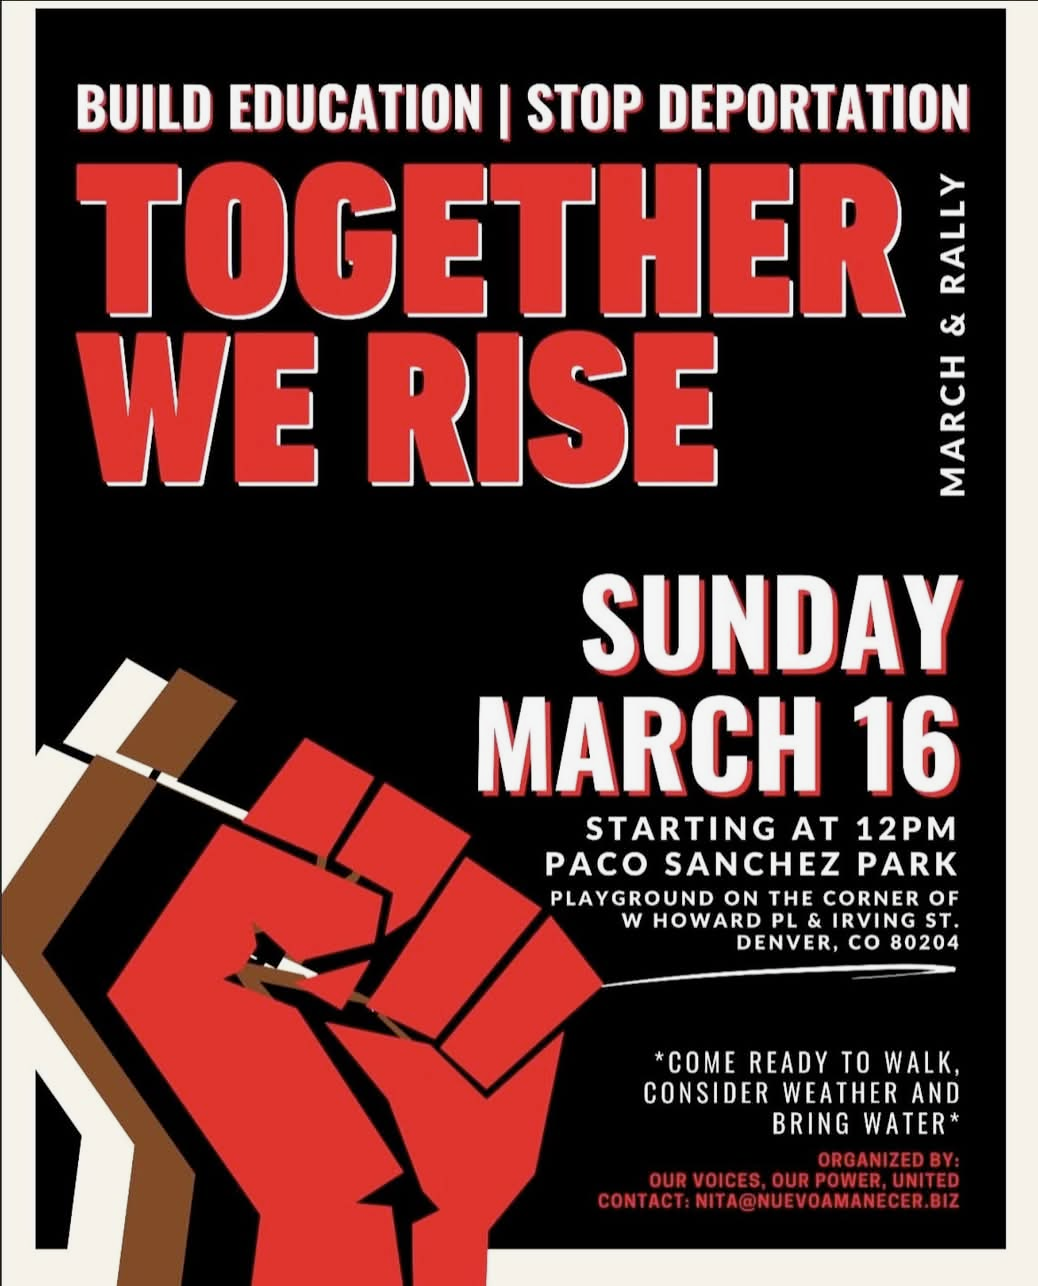 BUILD EDUCATION | STOP DEPORTATION
TOGETHER
WE RISE
MARCH & RALLY
SUNDAY
MARCH 16
STARTING AT 12PM
PACO SANCHEZ PARK
PLAYGROUND ON THE CORNER OF
W HOWARD PL & IRVING ST.
DENVER, CO 80204
*COME READY TO WALK,
CONSIDER WEATHER AND
BRING WATER*
ORGANIZED BY:
OUR VOICES, OUR POWER, UNITED
CONTACT: NITA@NUEVOAMANECER.BIZ